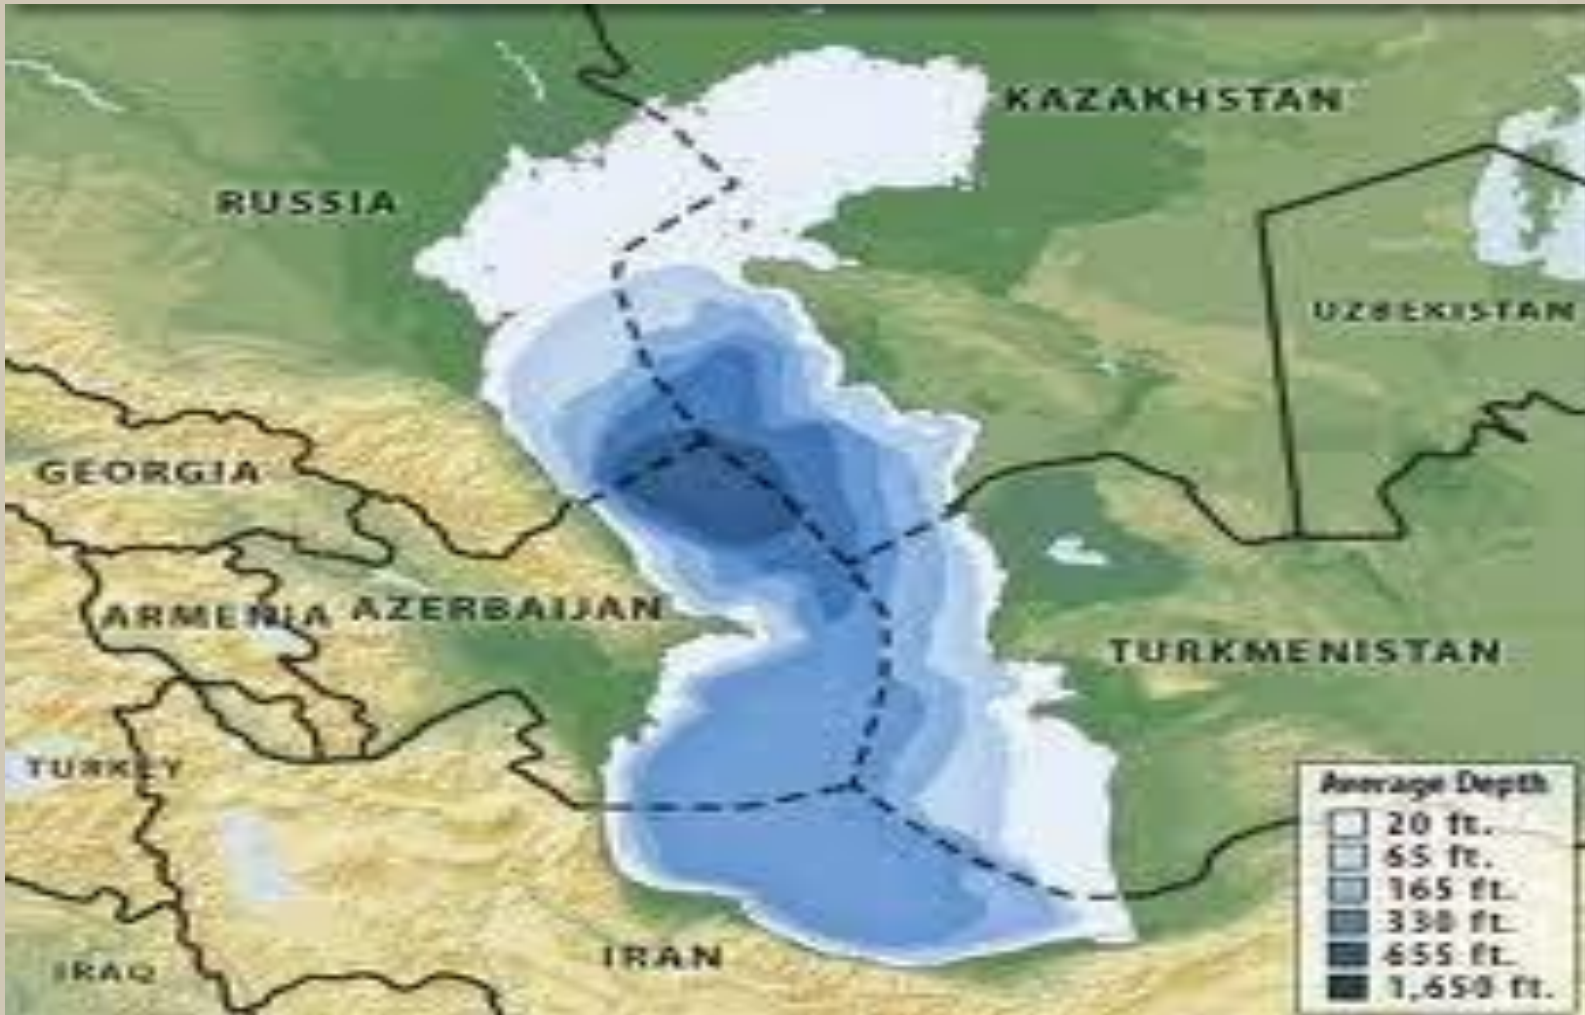 KAZAKHSTAN
RUSSIA
UZBEKISTAN
GEORGIA
ARMENIA
AZERBAIJAN
TURKMENISTAN
TURKEY
IRAN
IRAQ
Average Depth
20 ft.
65 ft.
165 ft.
330 ft.
655 ft.
1,650 ft.